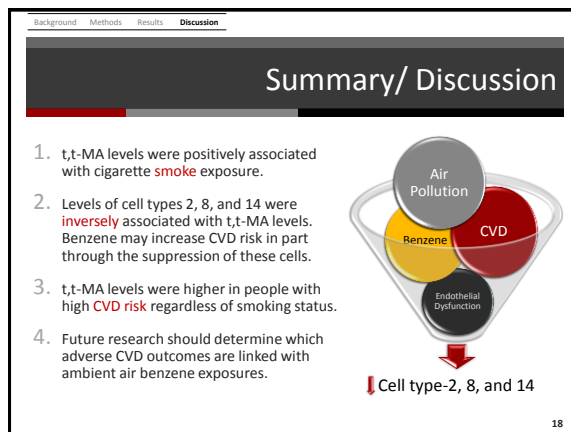 Background Methods Results Discussion
Summary/ Discussion
1. t,t-MA levels were positively associated
with cigarette smoke exposure.
2. Levels of cell types 2, 8, and 14 were
inversely associated with t,t-MA levels.
Benzene may increase CVD risk in part
through the suppression of these cells.
3. t,t-MA levels were higher in people with
high CVD risk regardless of smoking status.
4. Future research should determine which
adverse CVD outcomes are linked with
ambient air benzene exposures.
Air
Pollution
Benzene
CVD
Endothelial
Dysfunction
Cell type-2, 8, and 14
18